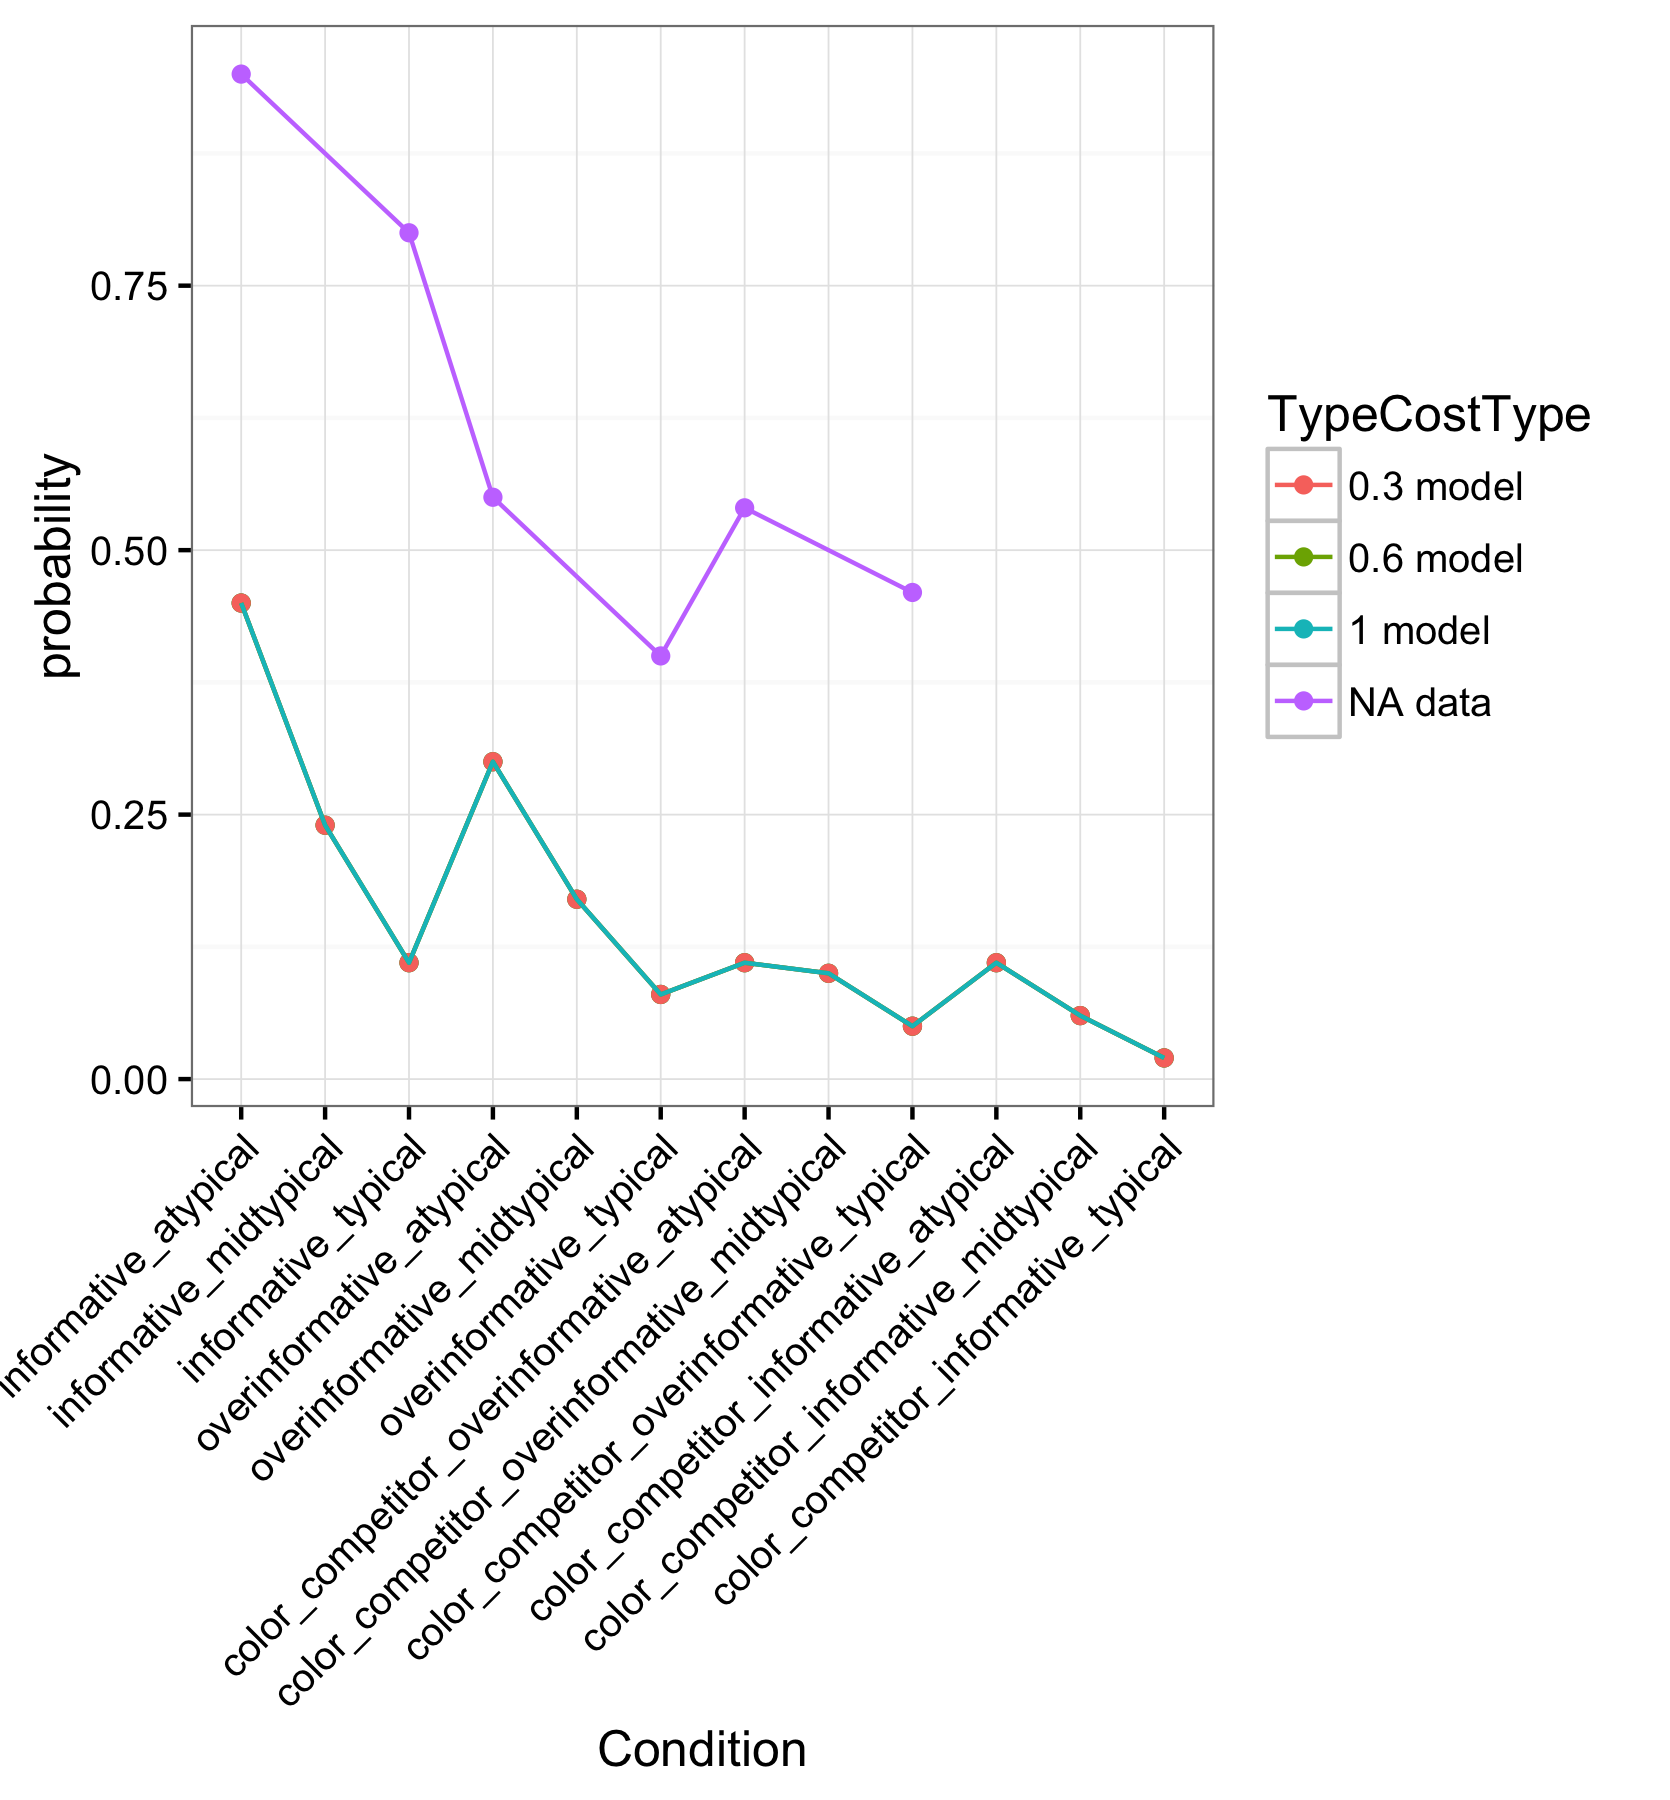 0.75
0.50
0.25
0.00
probability
informative_atypical
informative_midtypical
informative_typical
overinformative_atypical
overinformative_midtypical
overinformative_typical
color_competitor_overinformative_atypical
color_competitor_overinformative_midtypical
color_competitor_overinformative_typical
color_competitor_informative_atypical
color_competitor_informative_midtypical
color_competitor_informative_typical
Condition
TypeCostType
0.3 model
0.6 model
1 model
NA data